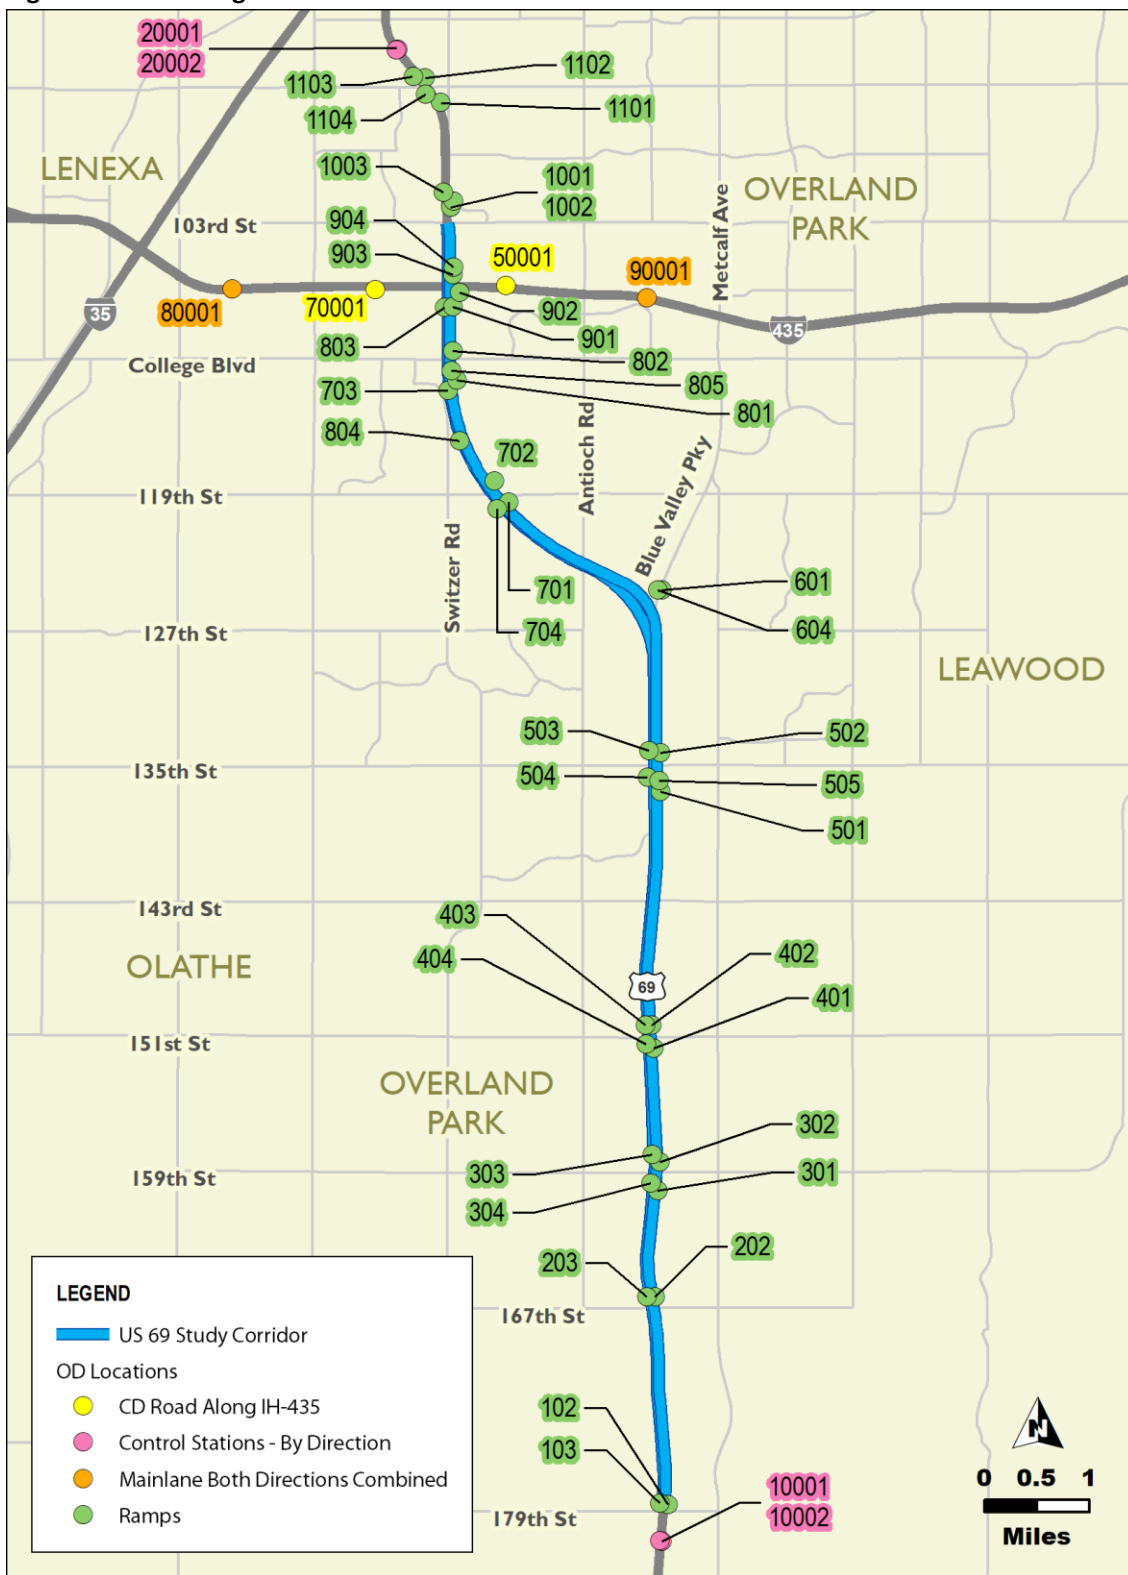 20001
20002
1102
1103
1101
1104
LENEXA
1003
1001
1002
Metcalf Ave
OVERLAND
PARK
103rd St
904
903
50001
90001
80001
70001
902
35
435
803
901
College Blvd
802
805
703
801
804
Antioch Rd
702
119th St
Blue Valley Pky
Switzer Rd
701
601
704
604
127th St
LEAWOOD
503
502
135th St
504
505
501
143rd St
403
402
404
OLATHE
69
401
151st St
OVERLAND
PARK
302
303
301
159th St
304
202
203
167th St
LEGEND
US 69 Study Corridor
OD Locations
CD Road Along IH-435
Control Stations - By Direction
Mainlane Both Directions Combined
Ramps
102
103
10001
10002
179th St
N
0 0.5 1
Miles